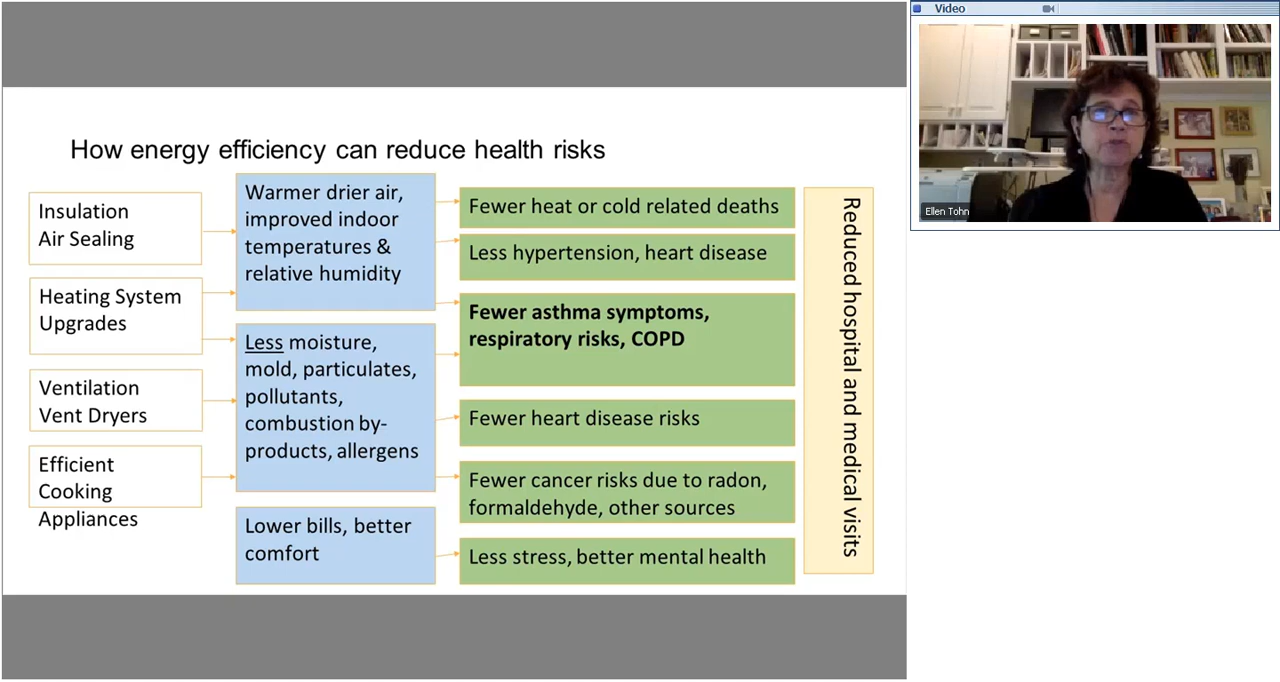 Video
How energy efficiency can reduce health risks
Insulation
Air Sealing
Heating System
Upgrades
Ventilation
Vent Dryers
Efficient
Cooking
Appliances
Warmer drier air,
improved indoor
temperatures &
relative humidity
Less moisture,
mold, particulates,
pollutants,
combustion by-
products, allergens
Lower bills, better
comfort
Fewer heat or cold related deaths
Less hypertension, heart disease
Fewer asthma symptoms,
respiratory risks, COPD
Fewer heart disease risks
Fewer cancer risks due to radon,
formaldehyde, other sources
Less stress, better mental health
Reduced hospital and medical visits
Ellen Tohn